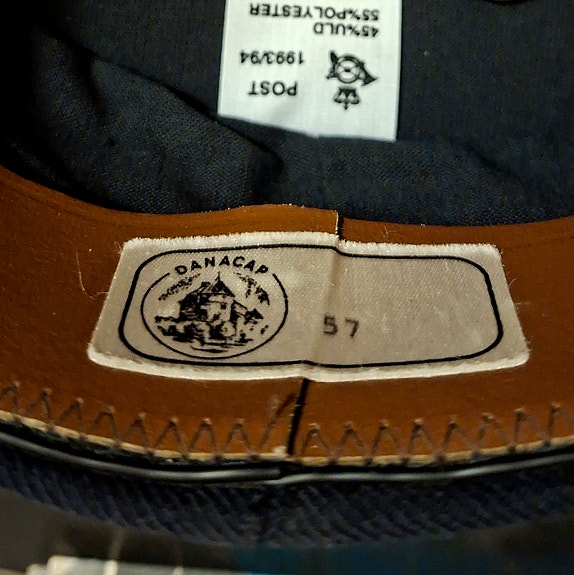 POST
1993/94
45%ULD
55%POLYESTER
DANACAP
57